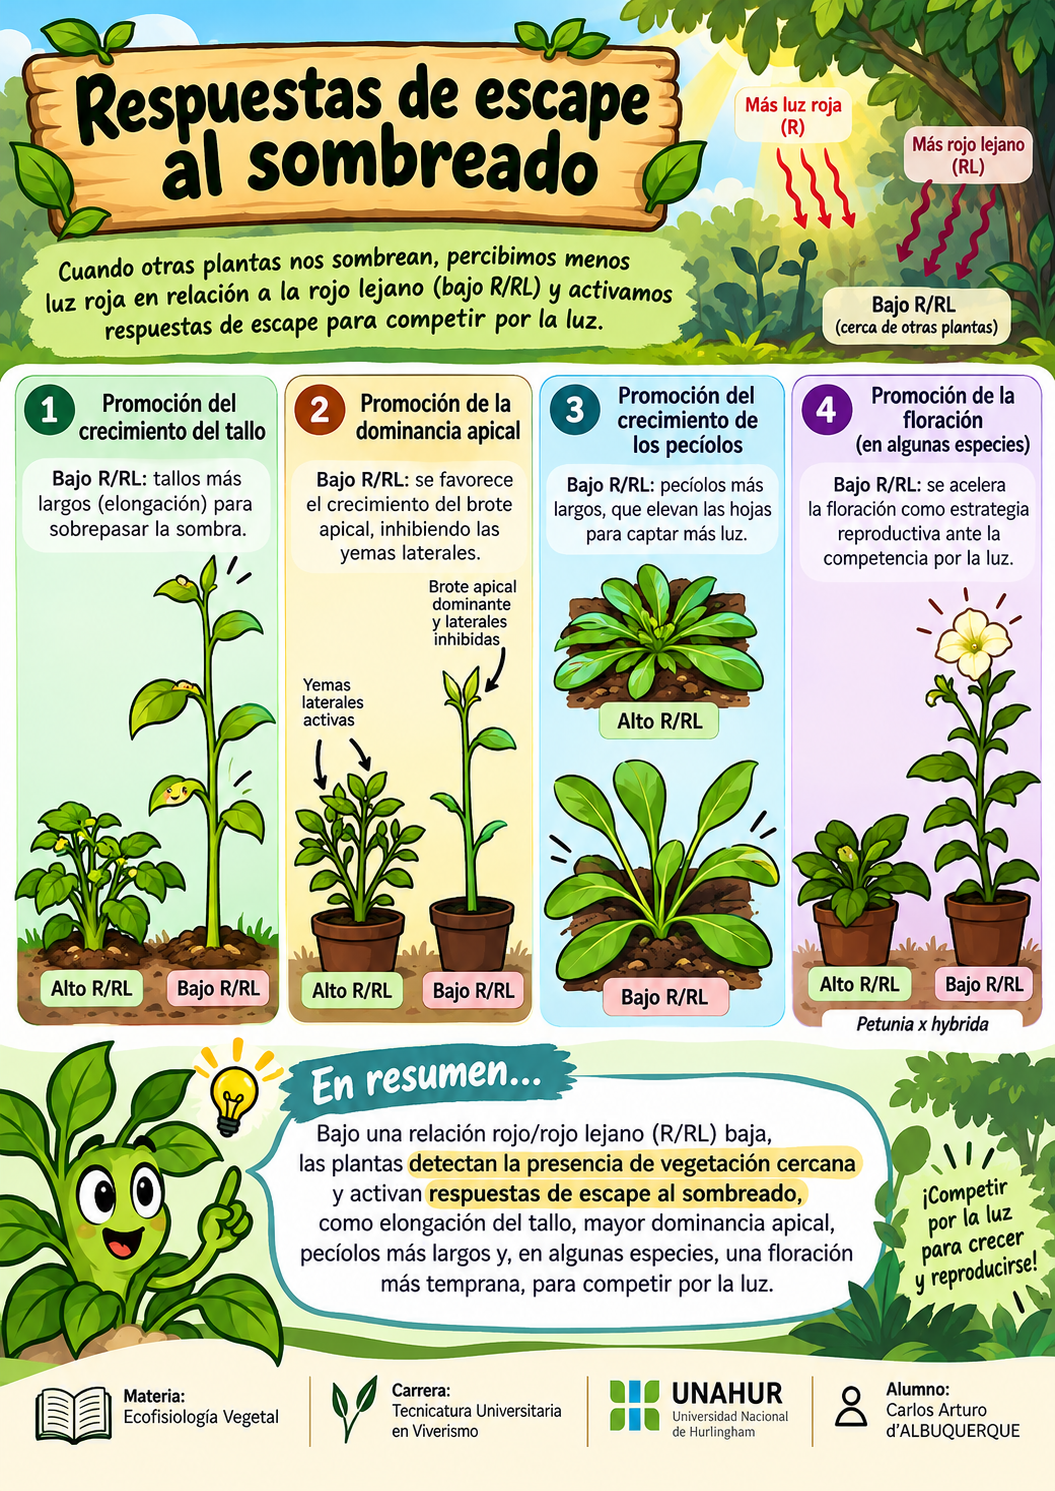 Respuestas de escape
al sombreado
Más luz roja
(R)
Más rojo lejano
(RL)
Cuando otras plantas nos sombrean, percibimos menos
luz roja en relación a la rojo lejano (bajo R/RL) y activamos
respuestas de escape para competir por la luz.
Bajo R/RL
(cerca de otras plantas)
1
Promoción del
crecimiento del tallo
Bajo R/RL: tallos más
largos (elongación) para
sobrepasar la sombra.
Alto R/RL
Bajo R/RL
2
Promoción de la
dominancia apical
Bajo R/RL: se favorece
el crecimiento del brote
apical, inhibiendo las
yemas laterales.
Brote apical
dominante
y laterales
inhibidas
Yemas
laterales
activas
Alto R/RL
Bajo R/RL
3
Promoción del
crecimiento de
los pecíolos
Bajo R/RL: pecíolos más
largos, que elevan las hojas
para captar más luz.
Alto R/RL
Bajo R/RL
4
Promoción de la
floración
(en algunas especies)
Bajo R/RL: se acelera
la floración como estrategia
reproductiva ante la
competencia por la luz.
Alto R/RL
Bajo R/RL
Petunia x hybrida
En resumen...
Bajo una relación rojo/rojo lejano (R/RL) baja,
las plantas detectan la presencia de vegetación cercana
y activan respuestas de escape al sombreado,
como elongación del tallo, mayor dominancia apical,
pecíolos más largos y, en algunas especies, una floración
más temprana, para competir por la luz.
¡Competir
por la luz
para crecer
y reproducirse!
Materia:
Ecofisiología Vegetal
Carrera:
Tecnicatura Universitaria
en Viverismo
UNAHUR
Universidad Nacional
de Hurlingham
Alumno:
Carlos Arturo
d'ALBUQUERQUE